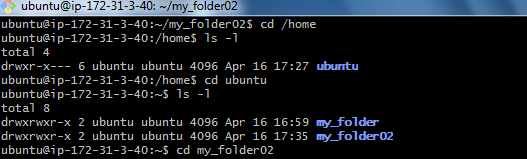 ubuntu@ip-172-31-3-40: ~/my_folder02
ubuntu@ip-172-31-3-40:~/my_folder02$ cd /home
ubuntu@ip-172-31-3-40:/home$ ls -l
total 4
drwxr-x--- 6 ubuntu ubuntu 4096 Apr 16 17:27 ubuntu
ubuntu@ip-172-31-3-40:/home$ cd ubuntu
ubuntu@ip-172-31-3-40:~$ ls -l
total 8
drwxrwxr-x 2 ubuntu ubuntu 4096 Apr 16 16:59 my_folder
drwxrwxr-x 2 ubuntu ubuntu 4096 Apr 16 17:35 my_folder02
ubuntu@ip-172-31-3-40:~$ cd my_folder02